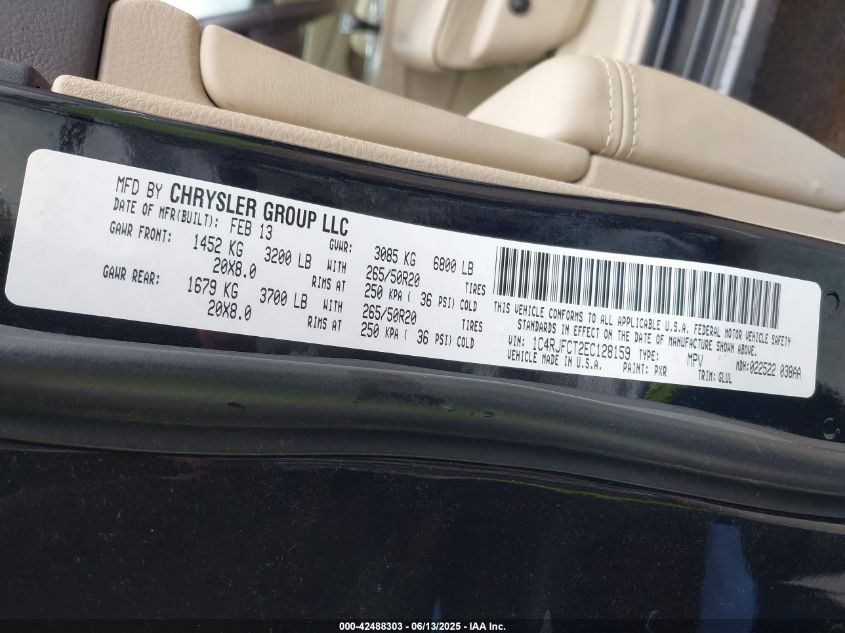 MFD BY CHRYSLER GROUP LLC
DATE OF MFR(BUILT): FEB 13 GVWR: 3085 KG 6800 LB
GAWR FRONT: 1452 KG 3200 LB WITH 265/50R20 TIRES
20X8.0 RIMS AT 250 KPA ( 36 PSI) COLD
GAWR REAR: 1679 KG 3700 LB WITH 265/50R20 TIRES
20X8.0 RIMS AT 250 KPA ( 36 PSI) COLD
THIS VEHICLE CONFORMS TO ALL APPLICABLE U.S.A. FEDERAL MOTOR VEHICLE SAFETY
STANDARDS IN EFFECT ON THE DATE OF MANUFACTURE SHOWN ABOVE.
VIN: 1C4RJFCT2EC128159 TYPE: MPV MDH:022522 038AA
VEHICLE MADE IN U.S.A. PAINT: PXR TRIM: GLUL
000-42488303 - 06/13/2025 - IAA Inc.